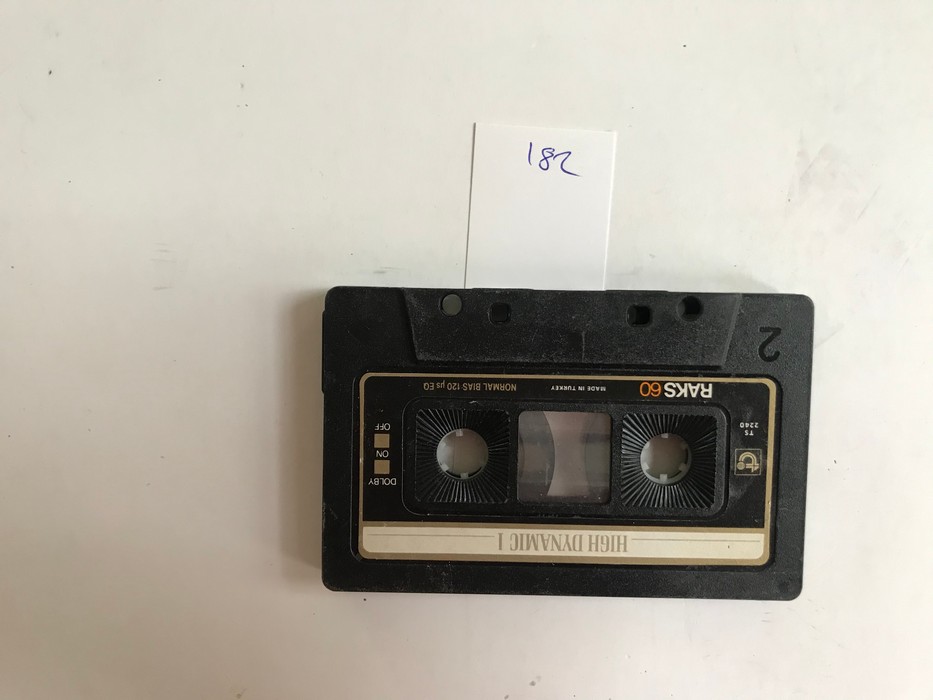 182
2
HIGH DYNAMIC I
DOLBY
ON
OFF
TS
2240
RAKS 60
MADE IN TURKEY
NORMAL BIAS 120 µs EQ